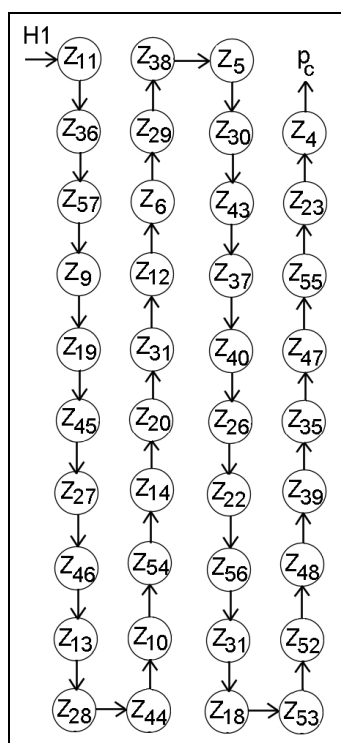 H1
Z11 Z38 Z5 pc
Z36 Z29 Z30 Z4
Z57 Z6 Z43 Z23
Z9 Z12 Z37 Z55
Z19 Z31 Z40 Z47
Z45 Z20 Z26 Z35
Z27 Z14 Z22 Z39
Z46 Z54 Z56 Z48
Z13 Z10 Z31 Z52
Z28 Z44 Z18 Z53